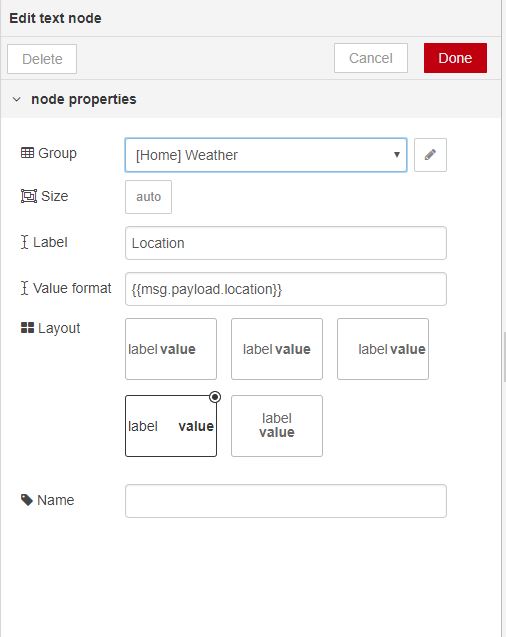 Edit text node
Delete
Cancel
Done
node properties
Group
[Home] Weather
Size
auto
Label
Location
Value format
{{msg.payload.location}}
Layout
label value
label value
label value
label value
label
value
Name